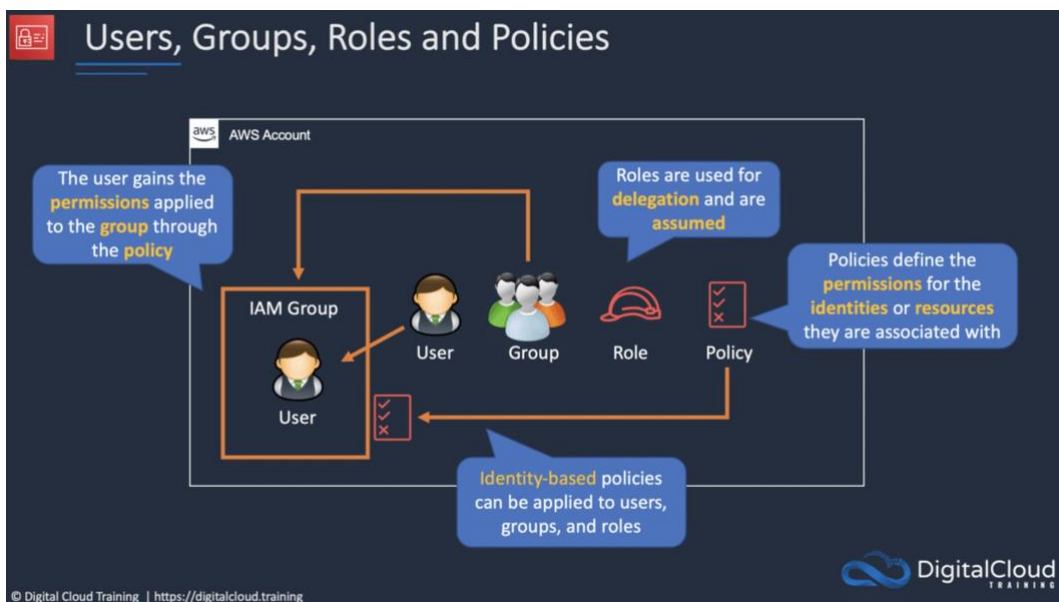 Users, Groups, Roles and Policies
aws
AWS Account
The user gains the
permissions applied
to the group through
the policy
Roles are used for
delegation and are
assumed
Policies define the
permissions for the
identities or resources
they are associated with
IAM Group
User
User
Group
Role
Policy
Identity-based policies
can be applied to users,
groups, and roles
DigitalCloud
TRAINING
© Digital Cloud Training | https://digitalcloud.training